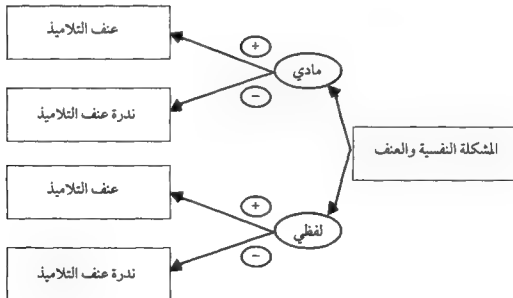 المشكلة النفسية والعنف
مادي
+
عنف التلاميذ
−
ندرة عنف التلاميذ
لفظي
+
عنف التلاميذ
−
ندرة عنف التلاميذ